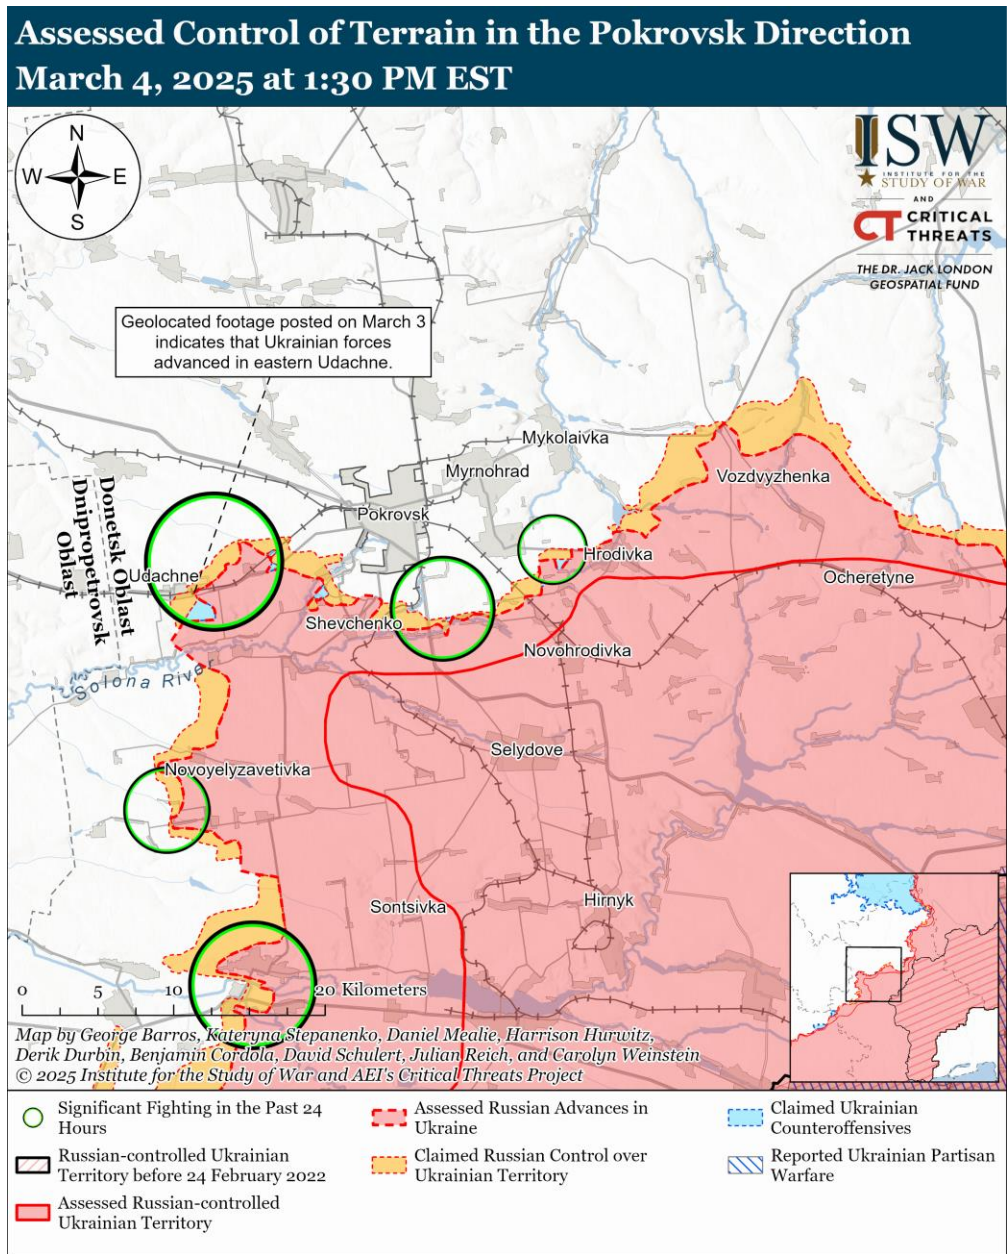 Assessed Control of Terrain in the Pokrovsk Direction
March 4, 2025 at 1:30 PM EST
N
W
E
S
ISW
INSTITUTE FOR THE
STUDY OF WAR
AND
CT CRITICAL
THREATS
THE DR. JACK LONDON
GEOSPATIAL FUND
Geolocated footage posted on March 3
indicates that Ukrainian forces
advanced in eastern Udachne.
Mykolaivka
Myrnohrad
Vozdvyzhenka
Pokrovsk
Donetsk Oblast
Dnipropetrovsk
Oblast
Hrodivka
Udachne
Ocheretyne
Shevchenko
Novohrodivka
Solona River
Selydove
Novoyelyzavetivka
Sontsivka
Hirnyk
0 5 10 20 Kilometers
Map by George Barros, Kateryna Stepanenko, Daniel Mealie, Harrison Hurwitz,
Derik Durbin, Benjamin Cordola, David Schulert, Julian Reich, and Carolyn Weinstein
© 2025 Institute for the Study of War and AEI's Critical Threats Project
Significant Fighting in the Past 24
Hours
Russian-controlled Ukrainian
Territory before 24 February 2022
Assessed Russian-controlled
Ukrainian Territory
Assessed Russian Advances in
Ukraine
Claimed Russian Control over
Ukrainian Territory
Claimed Ukrainian
Counteroffensives
Reported Ukrainian Partisan
Warfare